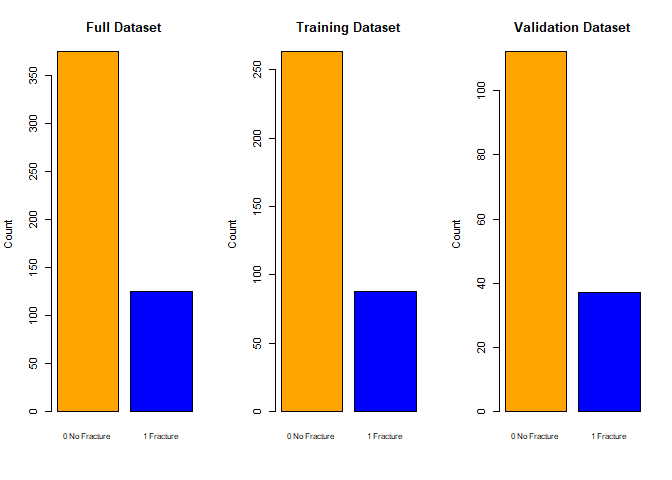 Full Dataset
Count
350
300
250
200
150
100
50
0
0 No Fracture
1 Fracture
Training Dataset
Count
250
200
150
100
50
0
0 No Fracture
1 Fracture
Validation Dataset
Count
100
80
60
40
20
0
0 No Fracture
1 Fracture